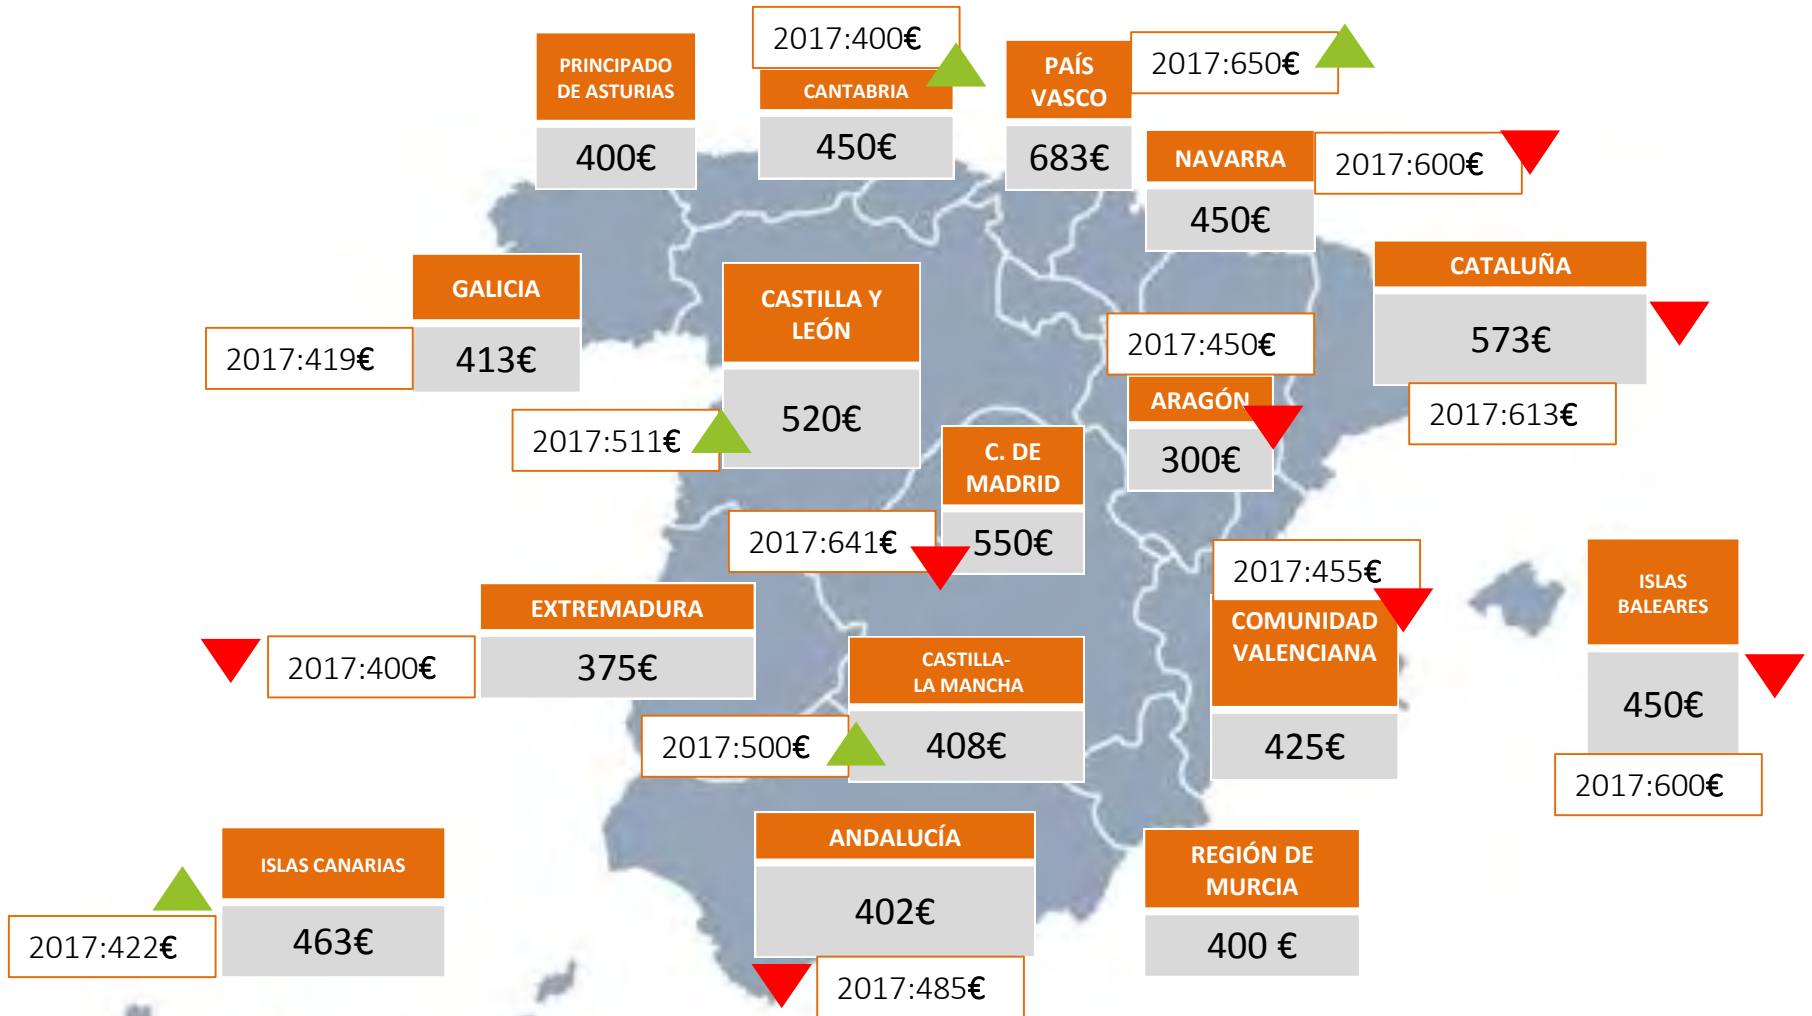 2017:400€
PRINCIPADO
DE ASTURIAS
400€
CANTABRIA
450€
PAÍS
VASCO
683€
2017:650€
NAVARRA
450€
2017:600€
GALICIA
413€
2017:419€
CASTILLA Y
LEÓN
520€
2017:511€
CATALUÑA
573€
2017:613€
2017:450€
ARAGÓN
300€
C. DE
MADRID
550€
2017:641€
2017:455€
COMUNIDAD
VALENCIANA
425€
ISLAS
BALEARES
450€
2017:600€
EXTREMADURA
375€
2017:400€
CASTILLA-
LA MANCHA
408€
2017:500€
ANDALUCÍA
402€
2017:485€
REGIÓN DE
MURCIA
400 €
ISLAS CANARIAS
463€
2017:422€